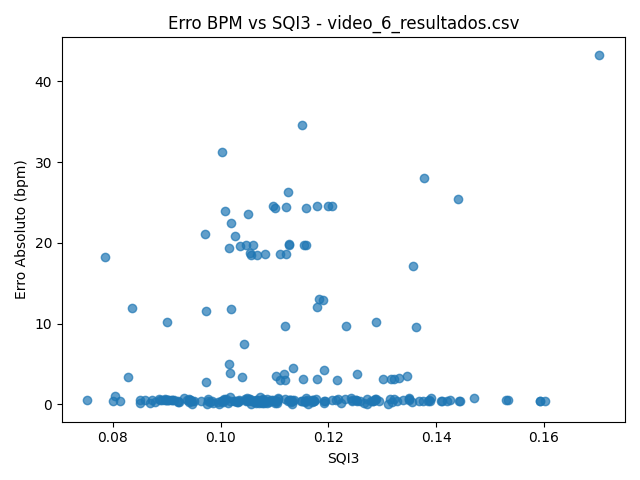 Erro BPM vs SQI3 - video_6_resultados.csv
Erro Absoluto (bpm)
40
30
20
10
0
0.08 0.10 0.12 0.14 0.16
SQI3